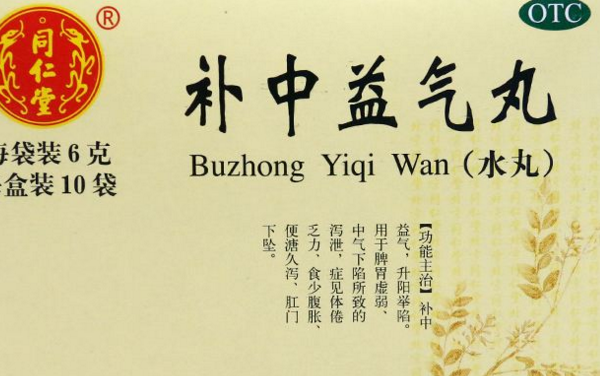 同仁堂
®
OTC
补中益气丸
Buzhong Yiqi Wan(水丸)
每袋装6克
盒装10袋
【功能主治】补中
益气,升阳举陷。
用于脾胃虚弱、
中气下陷所致的
泻泄,症见体倦
乏力、食少腹胀、
便溏久泻、肛门
下坠。